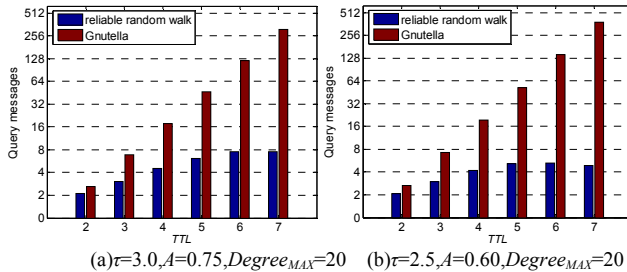 512
256
128
64
32
16
8
4
2
0
Query messages
reliable random walk
Gnutella
2 3 4 5 6 7
TTL
(a)τ=3.0,A=0.75,Degree_MAX=20
512
256
128
64
32
16
8
4
2
0
Query messages
reliable random walk
Gnutella
2 3 4 5 6 7
TTL
(b)τ=2.5,A=0.60,Degree_MAX=20